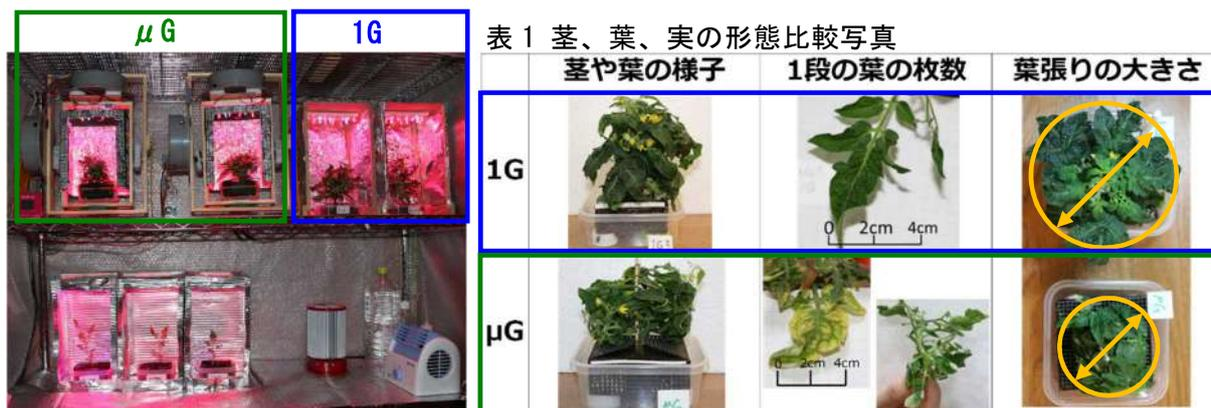 μG
1G
表1 茎、葉、実の形態比較写真
茎や葉の様子
1段の葉の枚数
葉張りの大きさ
1G
0 2cm 4cm
μG
0 2cm 4cm
μG